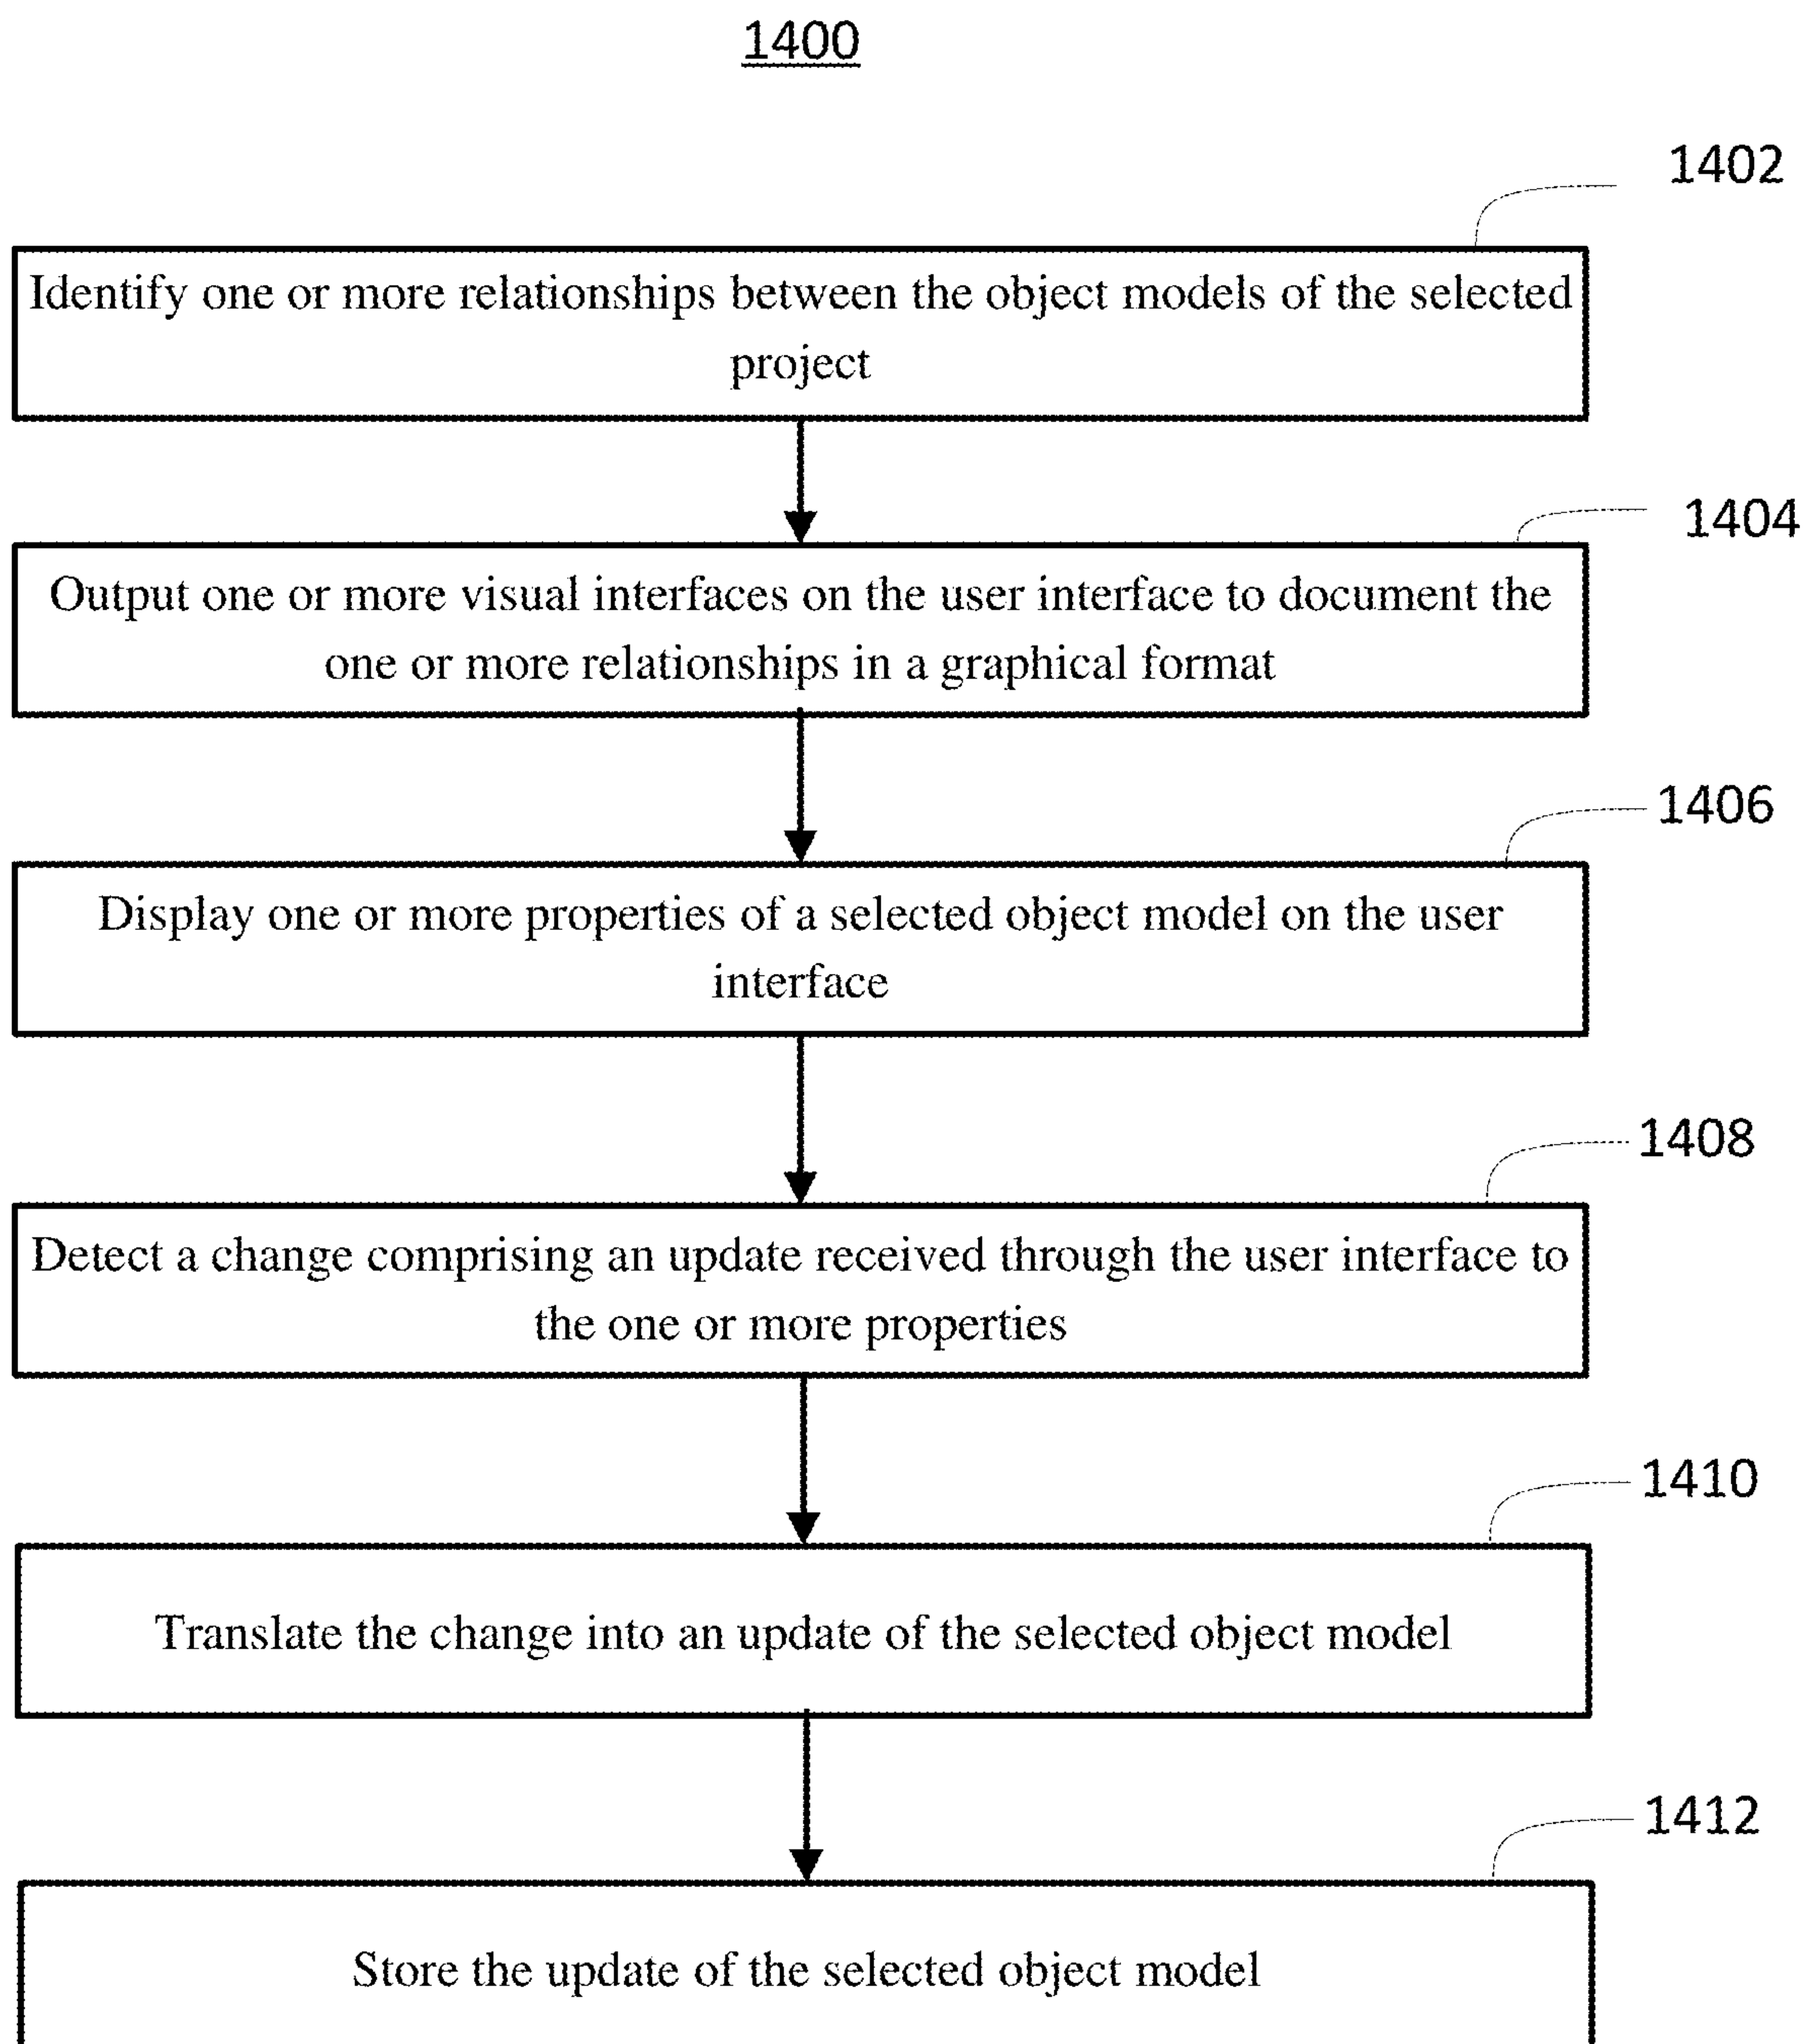 1400
1402
Identify one or more relationships between the object models of the selected
project
1404
Output one or more visual interfaces on the user interface to document the
one or more relationships in a graphical format
1406
Display one or more properties of a selected object model on the user
interface
1408
Detect a change comprising an update received through the user interface to
the one or more properties
1410
Translate the change into an update of the selected object model
1412
Store the update of the selected object model